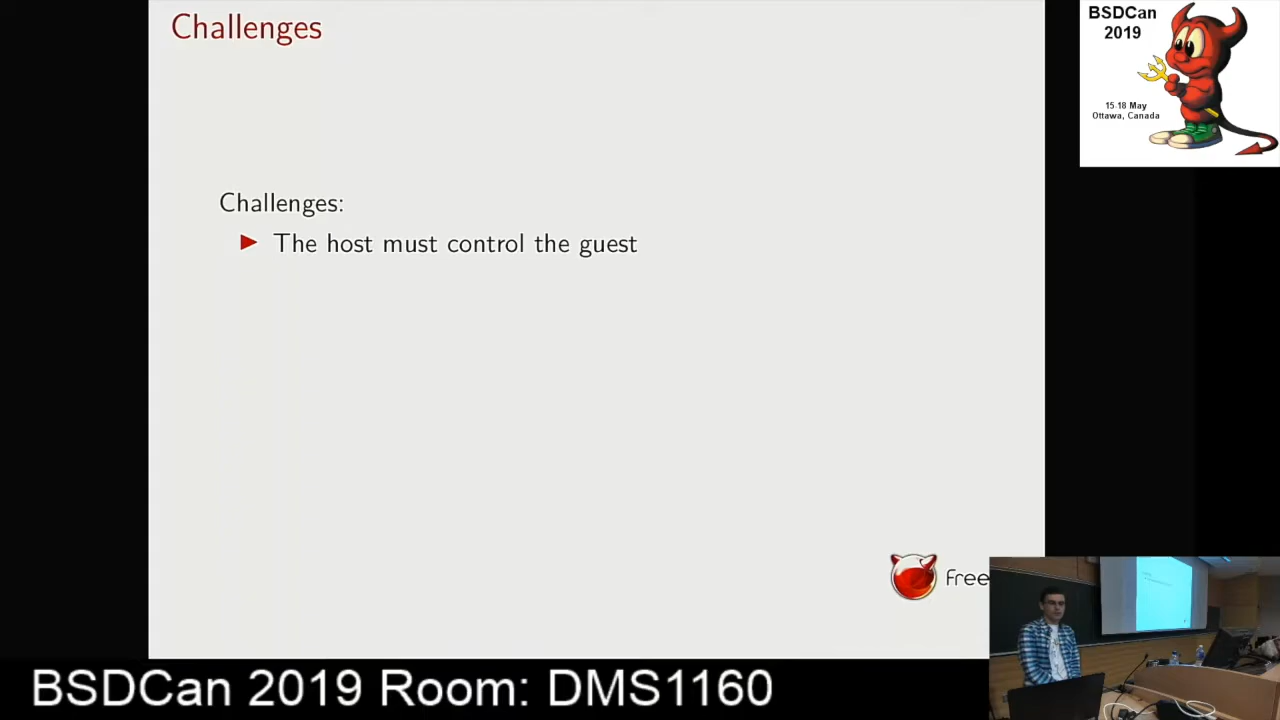 Challenges
BSDCan
2019
15-18 May
Ottawa, Canada
Challenges:
The host must control the guest
Free
BSDCan 2019 Room: DMS1160